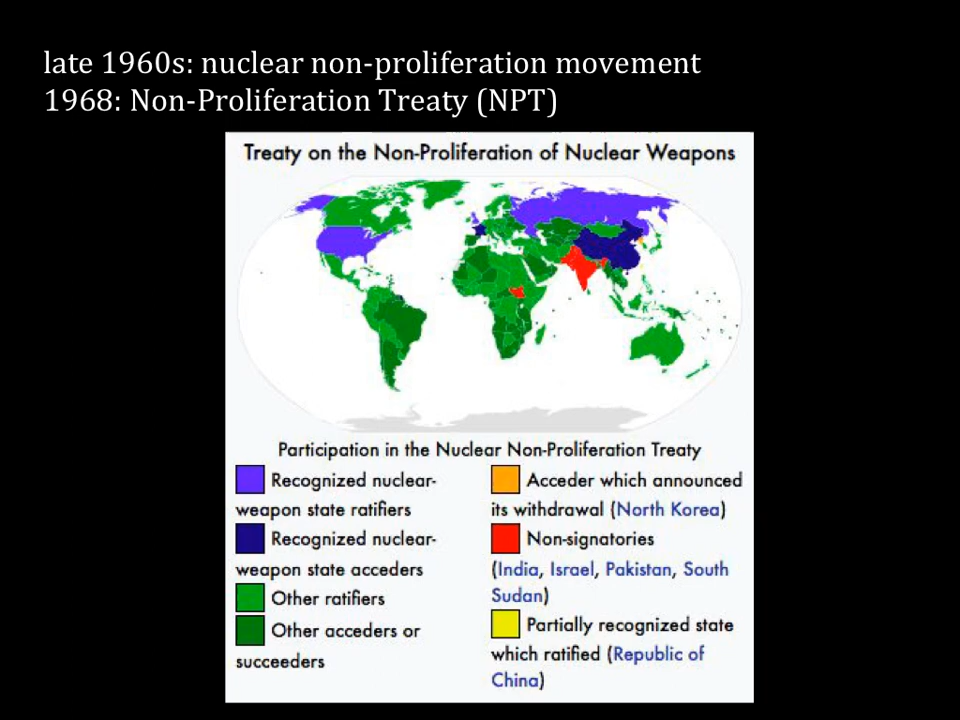 late 1960s: nuclear non-proliferation movement
1968: Non-Proliferation Treaty (NPT)
Treaty on the Non-Proliferation of Nuclear Weapons
Participation in the Nuclear Non-Proliferation Treaty
Recognized nuclear-
weapon state ratifiers
Recognized nuclear-
weapon state acceders
Other ratifiers
Other acceders or
succeeders
Acceder which announced
its withdrawal (North Korea)
Non-signatories
(India, Israel, Pakistan, South
Sudan)
Partially recognized state
which ratified (Republic of
China)